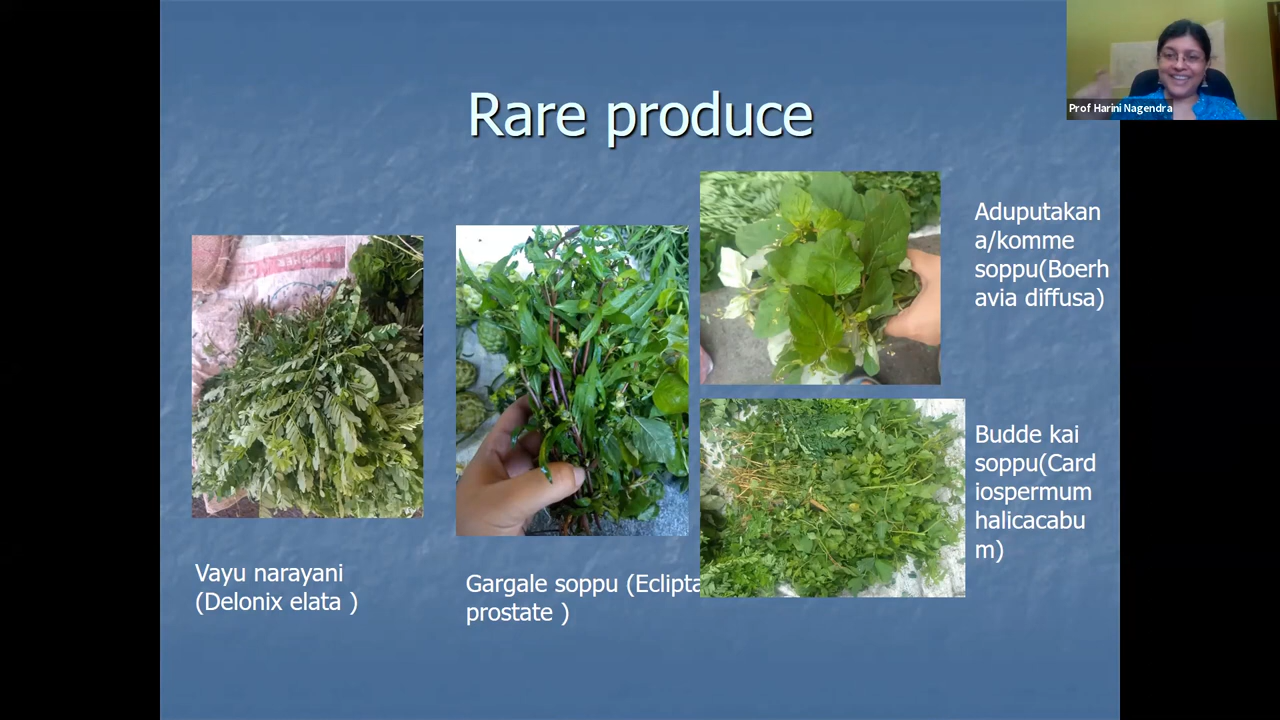 Rare produce
Prof Harini Nagendra
Aduputakan
a/komme
soppu(Boerh
avia diffusa)
Budde kai
soppu(Card
iospermum
halicacabu
m)
Vayu narayani
(Delonix elata )
Gargale soppu (Eclipta
prostate )